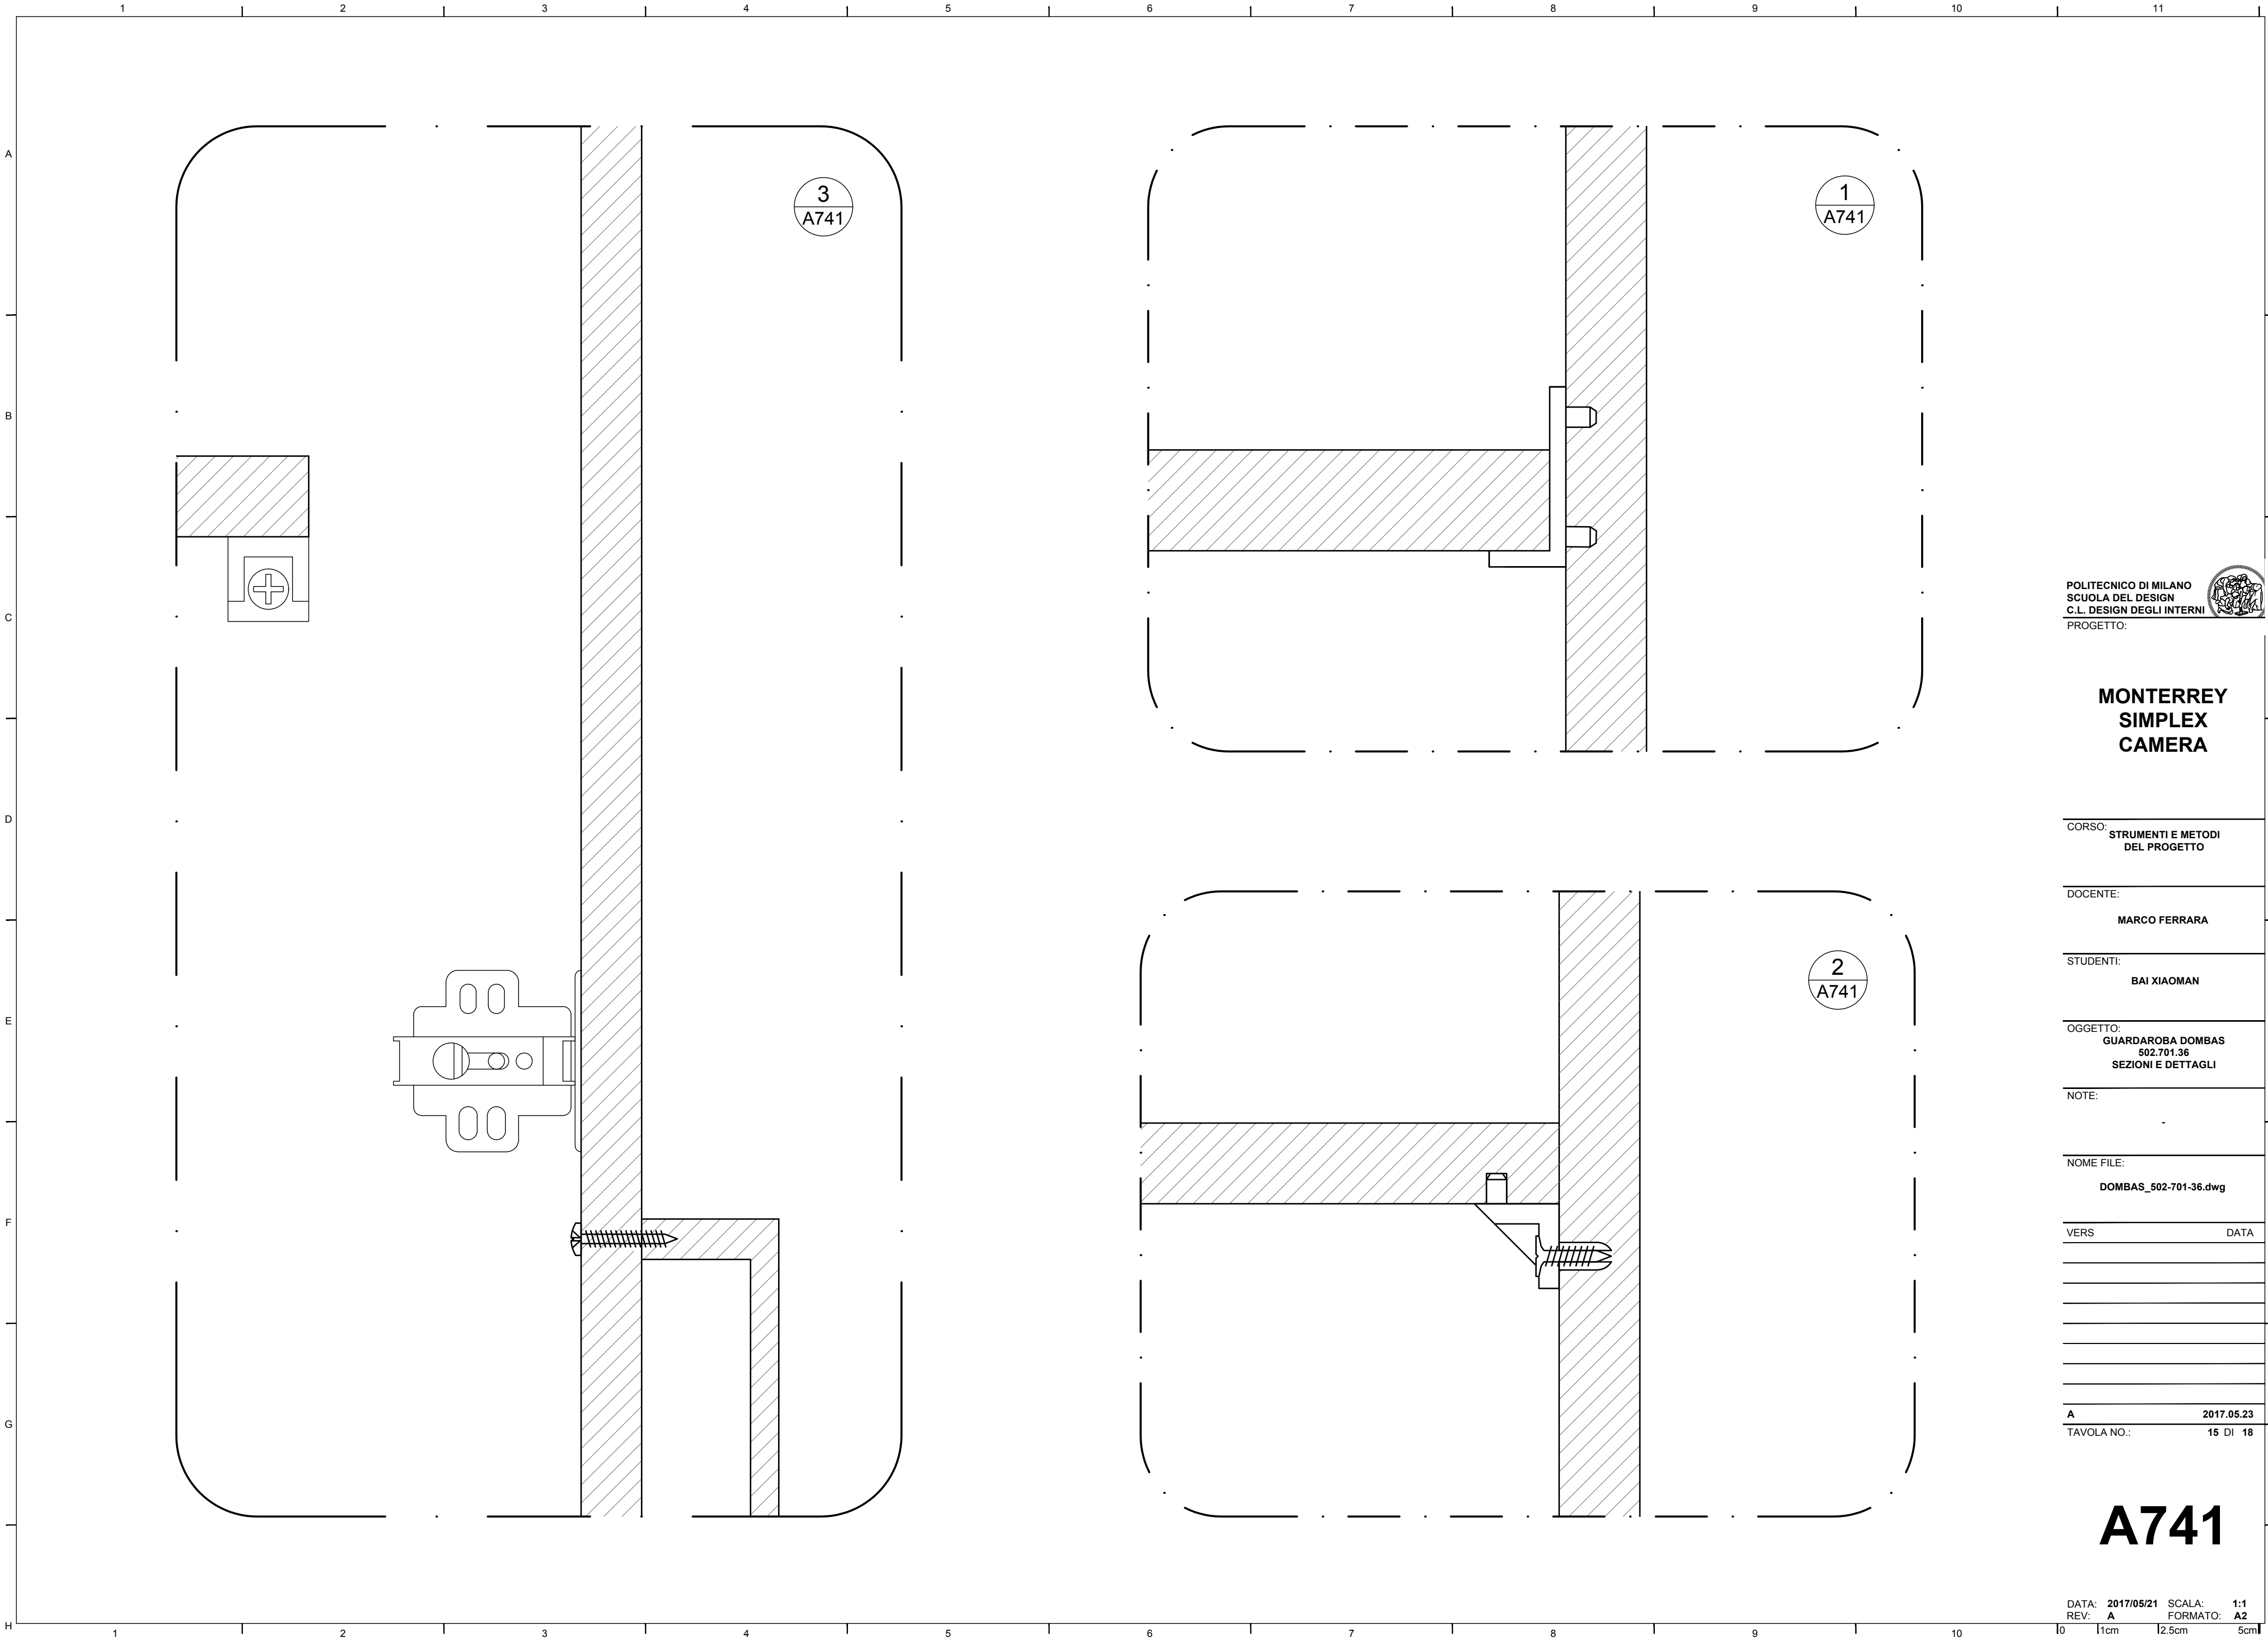 1 2 3 4 5 6 7 8 9 10 11
A
B
C
D
E
F
G
H
3
A741
1
A741
2
A741
POLITECNICO DI MILANO
SCUOLA DEL DESIGN
C.L. DESIGN DEGLI INTERNI
PROGETTO:
MONTERREY
SIMPLEX
CAMERA
CORSO:
STRUMENTI E METODI
DEL PROGETTO
DOCENTE:
MARCO FERRARA
STUDENTI:
BAI XIAOMAN
OGGETTO:
GUARDAROBA DOMBAS
502.701.36
SEZIONI E DETTAGLI
NOTE:
-
NOME FILE:
DOMBAS_502-701-36.dwg
VERS DATA
A 2017.05.23
TAVOLA NO.: 15 DI 18
A741
DATA: 2017/05/21 SCALA: 1:1
REV: A FORMATO: A2
1 2 3 4 5 6 7 8 9 10 0 1cm 2.5cm 5cm